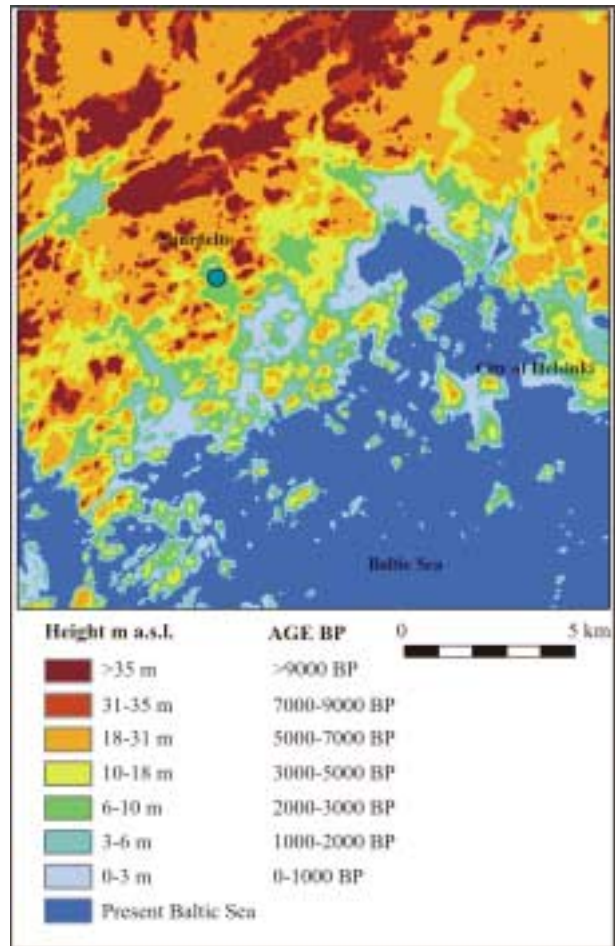 City of Helsinki
Baltic Sea
Height m a.s.l. AGE BP 0 5 km
>35 m >9000 BP
31-35 m 7000-9000 BP
18-31 m 5000-7000 BP
10-18 m 3000-5000 BP
6-10 m 2000-3000 BP
3-6 m 1000-2000 BP
0-3 m 0-1000 BP
Present Baltic Sea